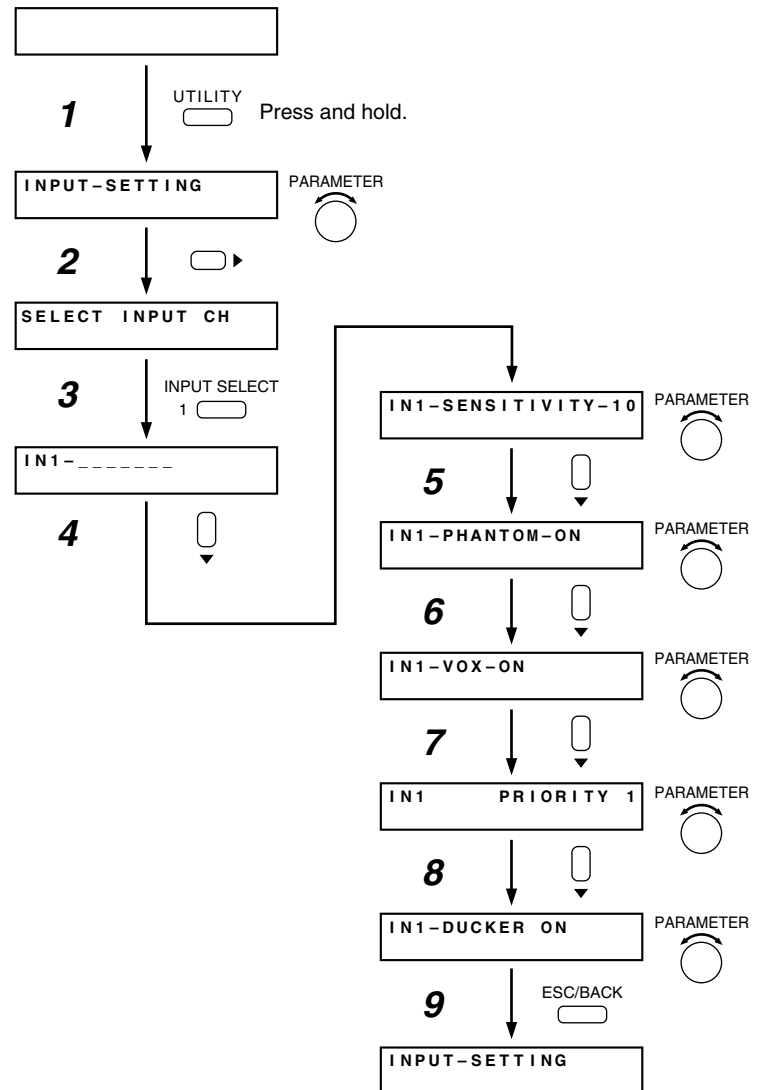 1
UTILITY
Press and hold.
INPUT–SETTING
PARAMETER
2
SELECT INPUT CH
3
INPUT SELECT
1
IN1–_______
4
IN1–SENSITIVITY–10
PARAMETER
5
IN1–PHANTOM–ON
PARAMETER
6
IN1–VOX–ON
PARAMETER
7
IN1 PRIORITY 1
PARAMETER
8
IN1–DUCKER ON
PARAMETER
9
ESC/BACK
INPUT–SETTING